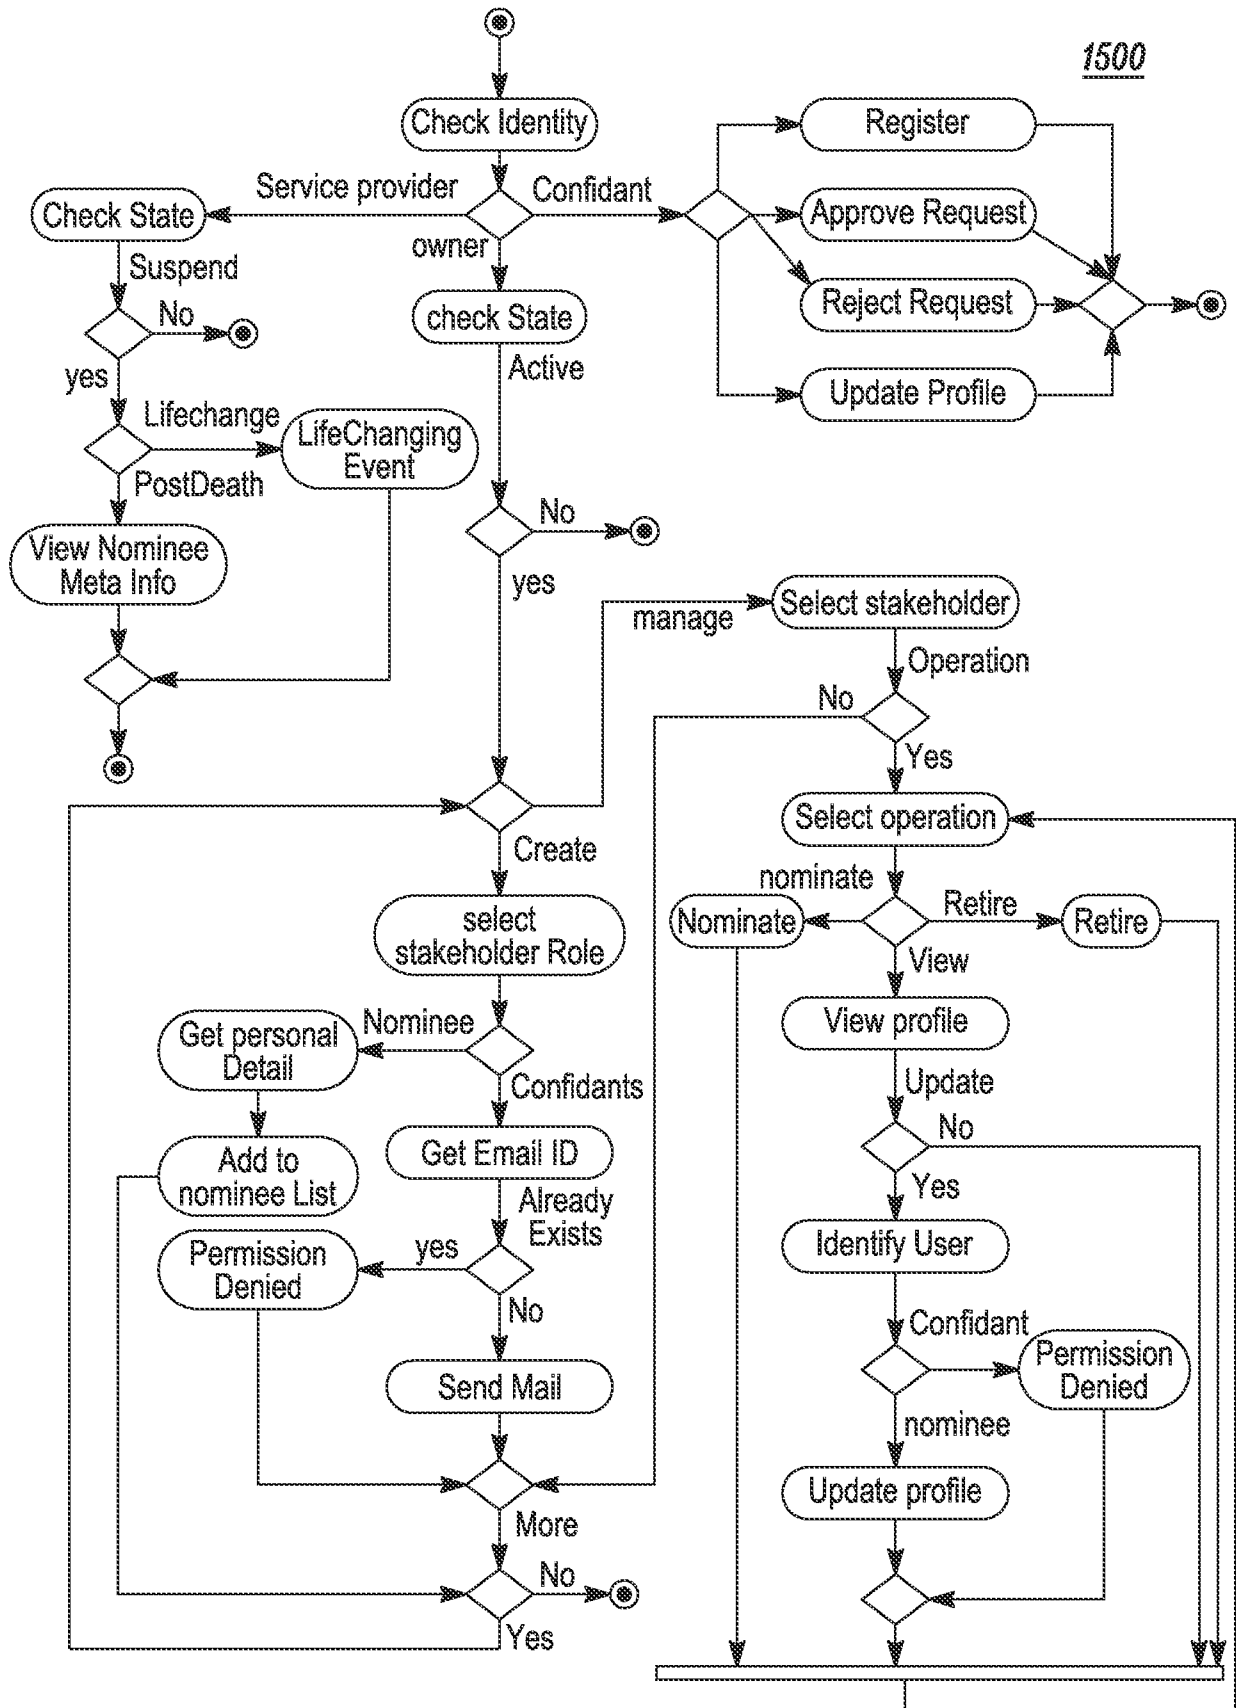 1500
Check Identity
Register
Service provider
Confidant
Check State
Approve Request
owner
Suspend
Reject Request
check State
No
Active
yes
Update Profile
Lifechange
LifeChanging
Event
PostDeath
No
View Nominee
Meta Info
yes
Select stakeholder
manage
Operation
No
Yes
Select operation
Create
nominate
Retire
select
stakeholder Role
Nominate
Retire
View
Nominee
Get personal
Detail
View profile
Confidants
Update
No
Get Email ID
Add to
nominee List
Yes
Already
Exists
Identify User
yes
Permission
Denied
No
Confidant
Permission
Denied
Send Mail
nominee
Update profile
More
No
Yes